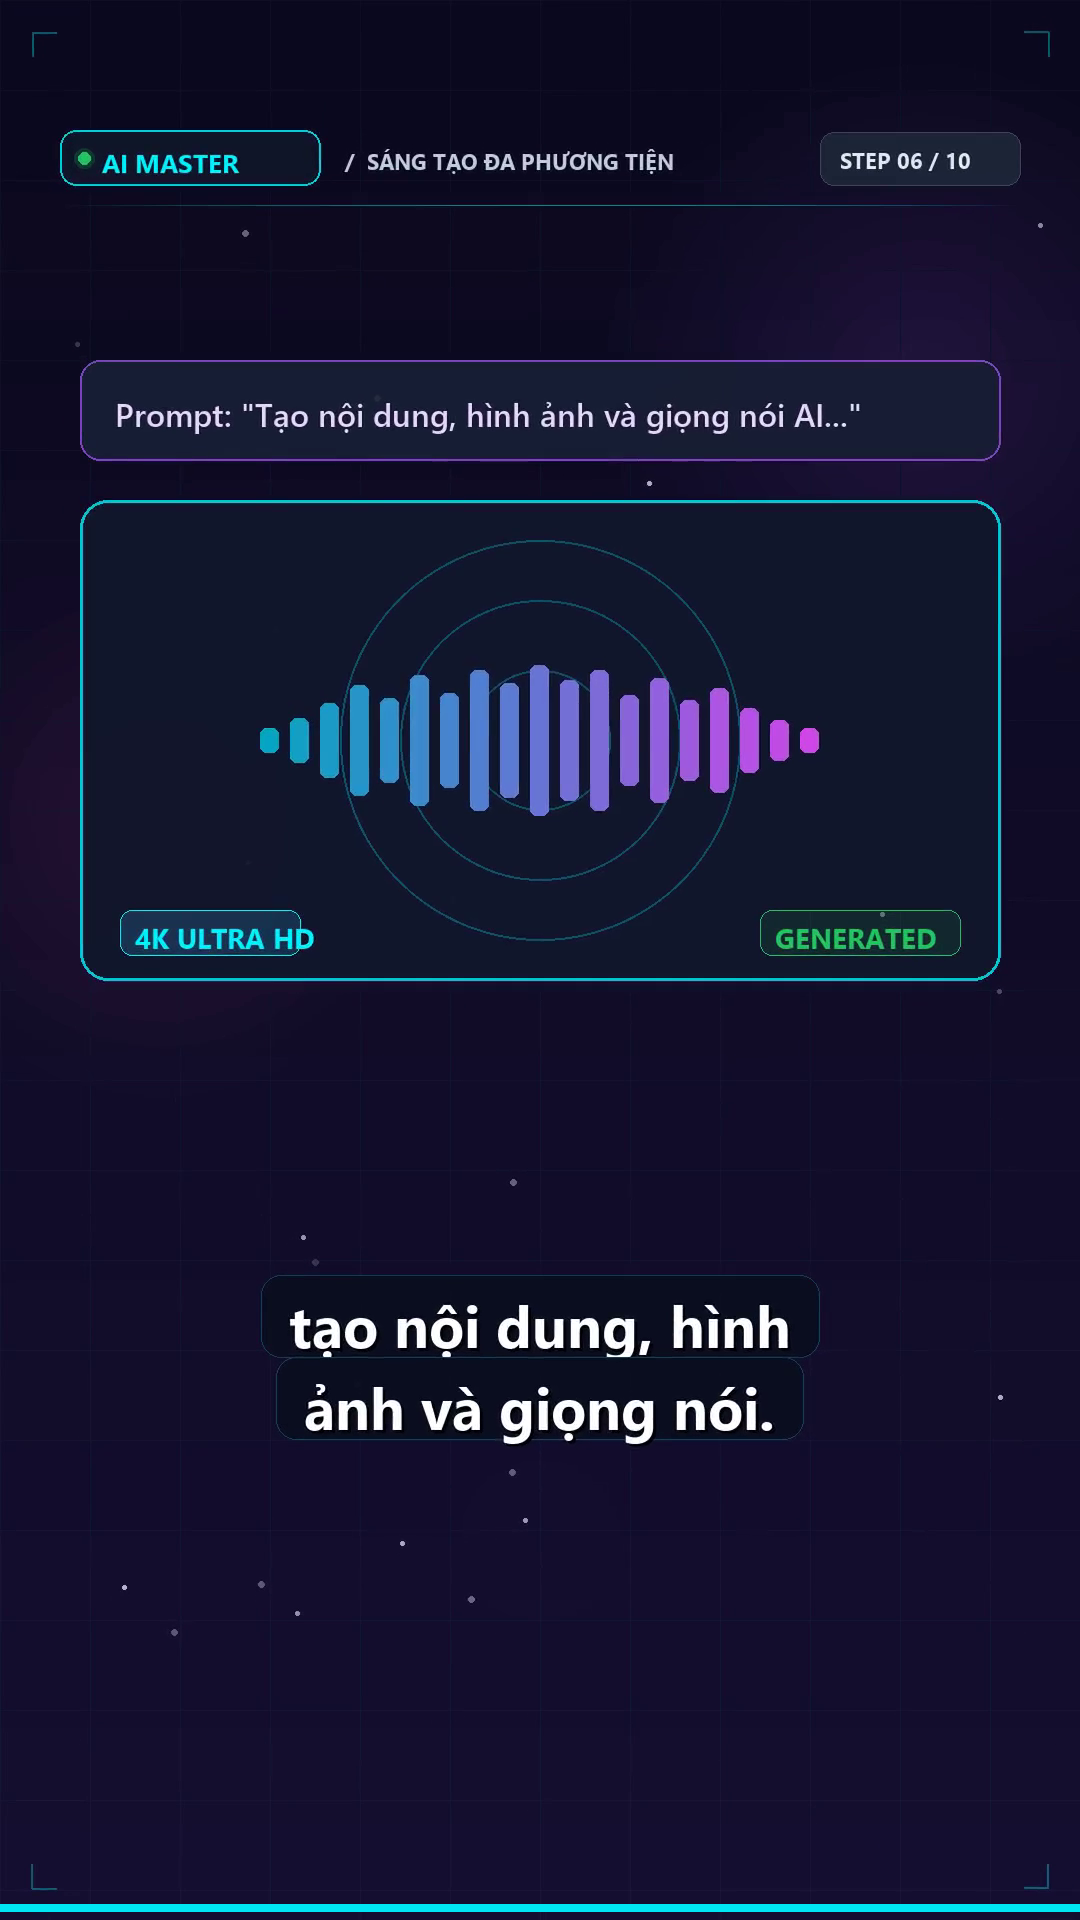 AI MASTER / SÁNG TẠO ĐA PHƯƠNG TIỆN STEP 06 / 10
Prompt: "Tạo nội dung, hình ảnh và giọng nói AI..."
4K ULTRA HD GENERATED
tạo nội dung, hình
ảnh và giọng nói.